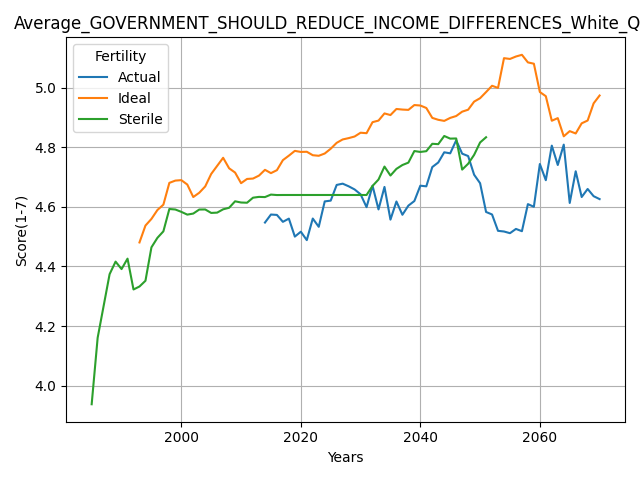 Average_GOVERNMENT_SHOULD_REDUCE_INCOME_DIFFERENCES_White_Q
Fertility
Actual
Ideal
Sterile
Score(1-7)
5.0
4.8
4.6
4.4
4.2
4.0
2000 2020 2040 2060
Years